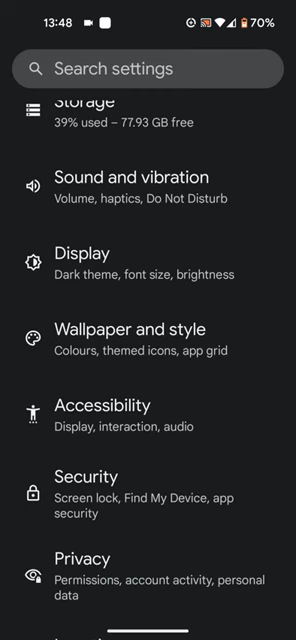 13:48
70%
Search settings
Storage
39% used – 77.93 GB free
Sound and vibration
Volume, haptics, Do Not Disturb
Display
Dark theme, font size, brightness
Wallpaper and style
Colours, themed icons, app grid
Accessibility
Display, interaction, audio
Security
Screen lock, Find My Device, app
security
Privacy
Permissions, account activity, personal
data